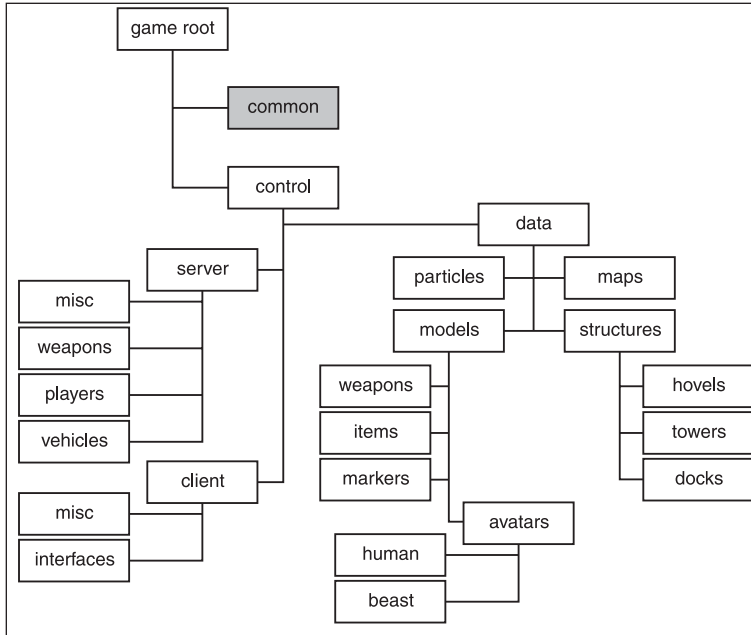 game root
common
control
data
server
particles
maps
misc
models
structures
weapons
weapons
hovels
players
items
towers
vehicles
markers
docks
client
misc
avatars
interfaces
human
beast